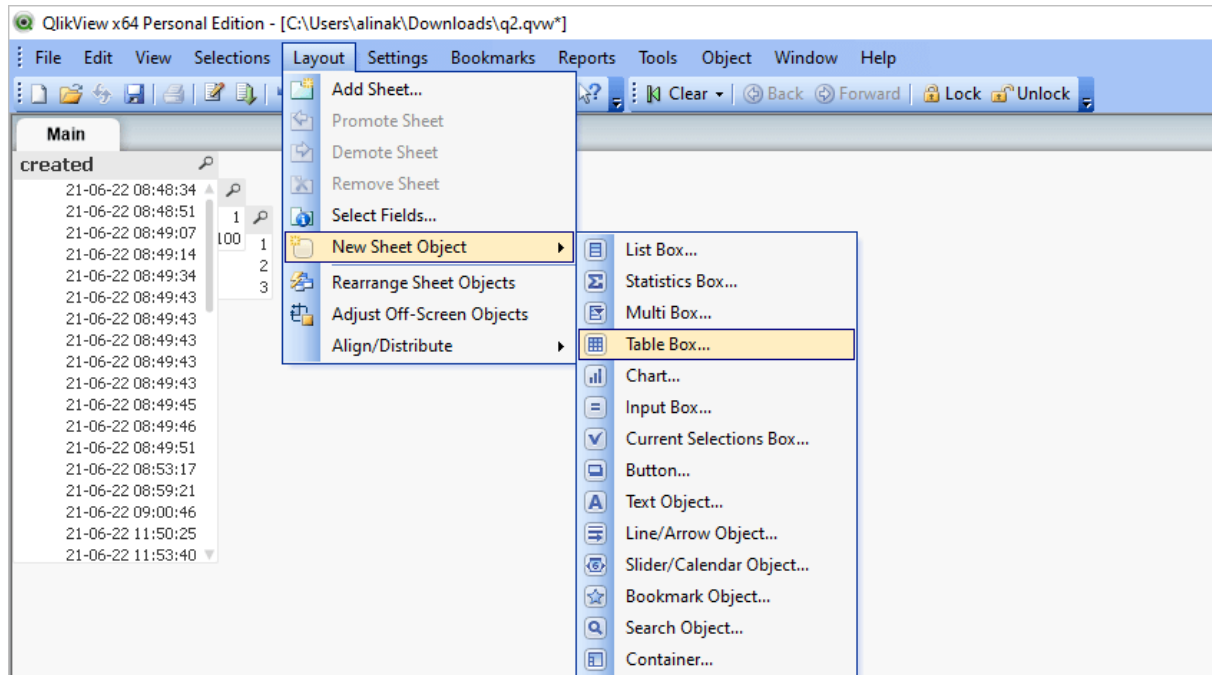 QlikView x64 Personal Edition - [C:\Users\alinak\Downloads\q2.qvw*]
File Edit View Selections Layout Settings Bookmarks Reports Tools Object Window Help
Clear Back Forward Lock Unlock
Main
created
21-06-22 08:48:34
21-06-22 08:48:51
21-06-22 08:49:07
21-06-22 08:49:14
21-06-22 08:49:34
21-06-22 08:49:43
21-06-22 08:49:43
21-06-22 08:49:43
21-06-22 08:49:43
21-06-22 08:49:43
21-06-22 08:49:45
21-06-22 08:49:46
21-06-22 08:49:51
21-06-22 08:53:17
21-06-22 08:59:21
21-06-22 09:00:46
21-06-22 11:50:25
21-06-22 11:53:40
1
100
1
2
3
Add Sheet...
Promote Sheet
Demote Sheet
Remove Sheet
Select Fields...
New Sheet Object
Rearrange Sheet Objects
Adjust Off-Screen Objects
Align/Distribute
List Box...
Statistics Box...
Multi Box...
Table Box...
Chart...
Input Box...
Current Selections Box...
Button...
Text Object...
Line/Arrow Object...
Slider/Calendar Object...
Bookmark Object...
Search Object...
Container...